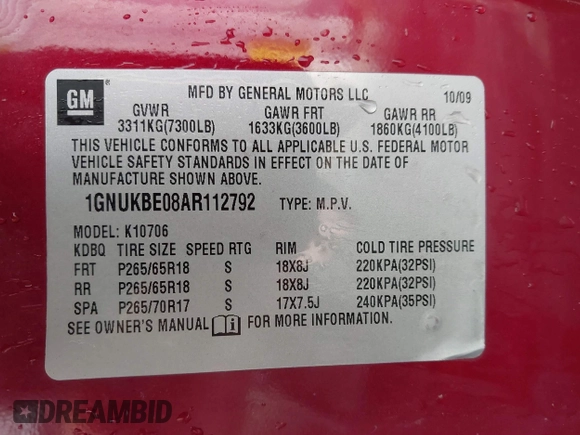 GM
MFD BY GENERAL MOTORS LLC 10/09
GVWR GAWR FRT GAWR RR
3311KG(7300LB) 1633KG(3600LB) 1860KG(4100LB)
THIS VEHICLE CONFORMS TO ALL APPLICABLE U.S. FEDERAL MOTOR
VEHICLE SAFETY STANDARDS IN EFFECT ON THE DATE OF
MANUFACTURE SHOWN ABOVE.
1GNUKBE08AR112792 TYPE: M.P.V.
MODEL: K10706
KDBQ TIRE SIZE SPEED RTG RIM COLD TIRE PRESSURE
FRT P265/65R18 S 18X8J 220KPA(32PSI)
RR P265/65R18 S 18X8J 220KPA(32PSI)
SPA P265/70R17 S 17X7.5J 240KPA(35PSI)
SEE OWNER'S MANUAL i FOR MORE INFORMATION.
DREAMBID